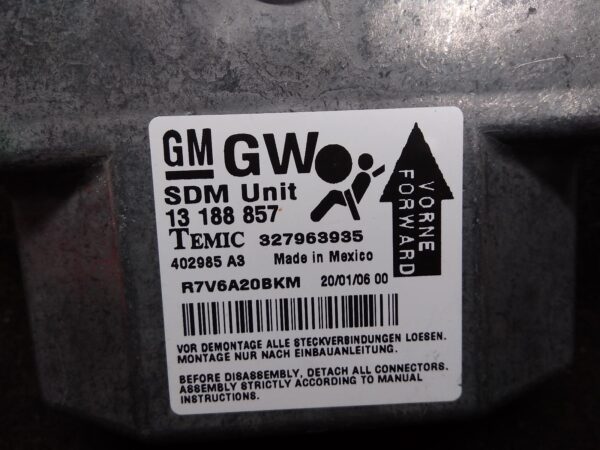 GM GW
SDM Unit
13 188 857
TEMIC 327963935
402985 A3 Made in Mexico
R7V6A20BKM 20/01/06 00
VORNE
FORWARD
VOR DEMONTAGE ALLE STECKVERBINDUNGEN LOESEN.
MONTAGE NUR NACH EINBAUANLEITUNG.
BEFORE DISASSEMBLY, DETACH ALL CONNECTORS.
ASSEMBLY STRICTLY ACCORDING TO MANUAL
INSTRUCTIONS.